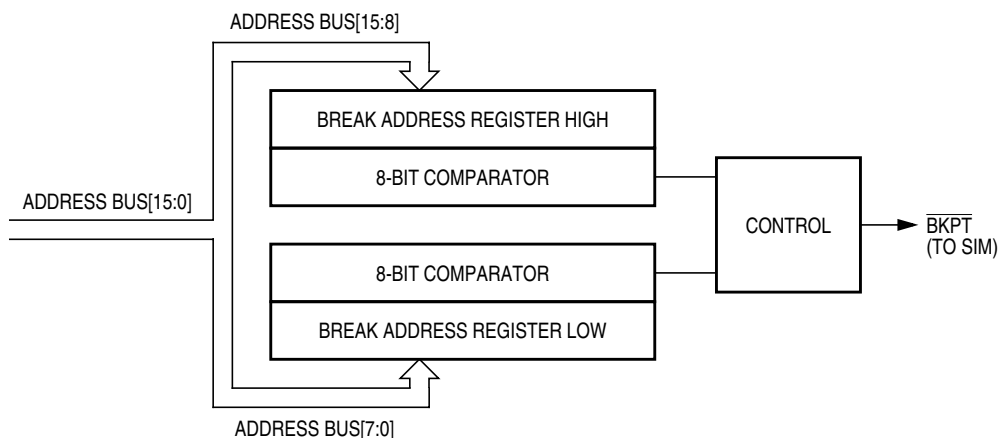 ADDRESS BUS[15:8]
BREAK ADDRESS REGISTER HIGH
8-BIT COMPARATOR
ADDRESS BUS[15:0]
CONTROL
BKPT
(TO SIM)
8-BIT COMPARATOR
BREAK ADDRESS REGISTER LOW
ADDRESS BUS[7:0]